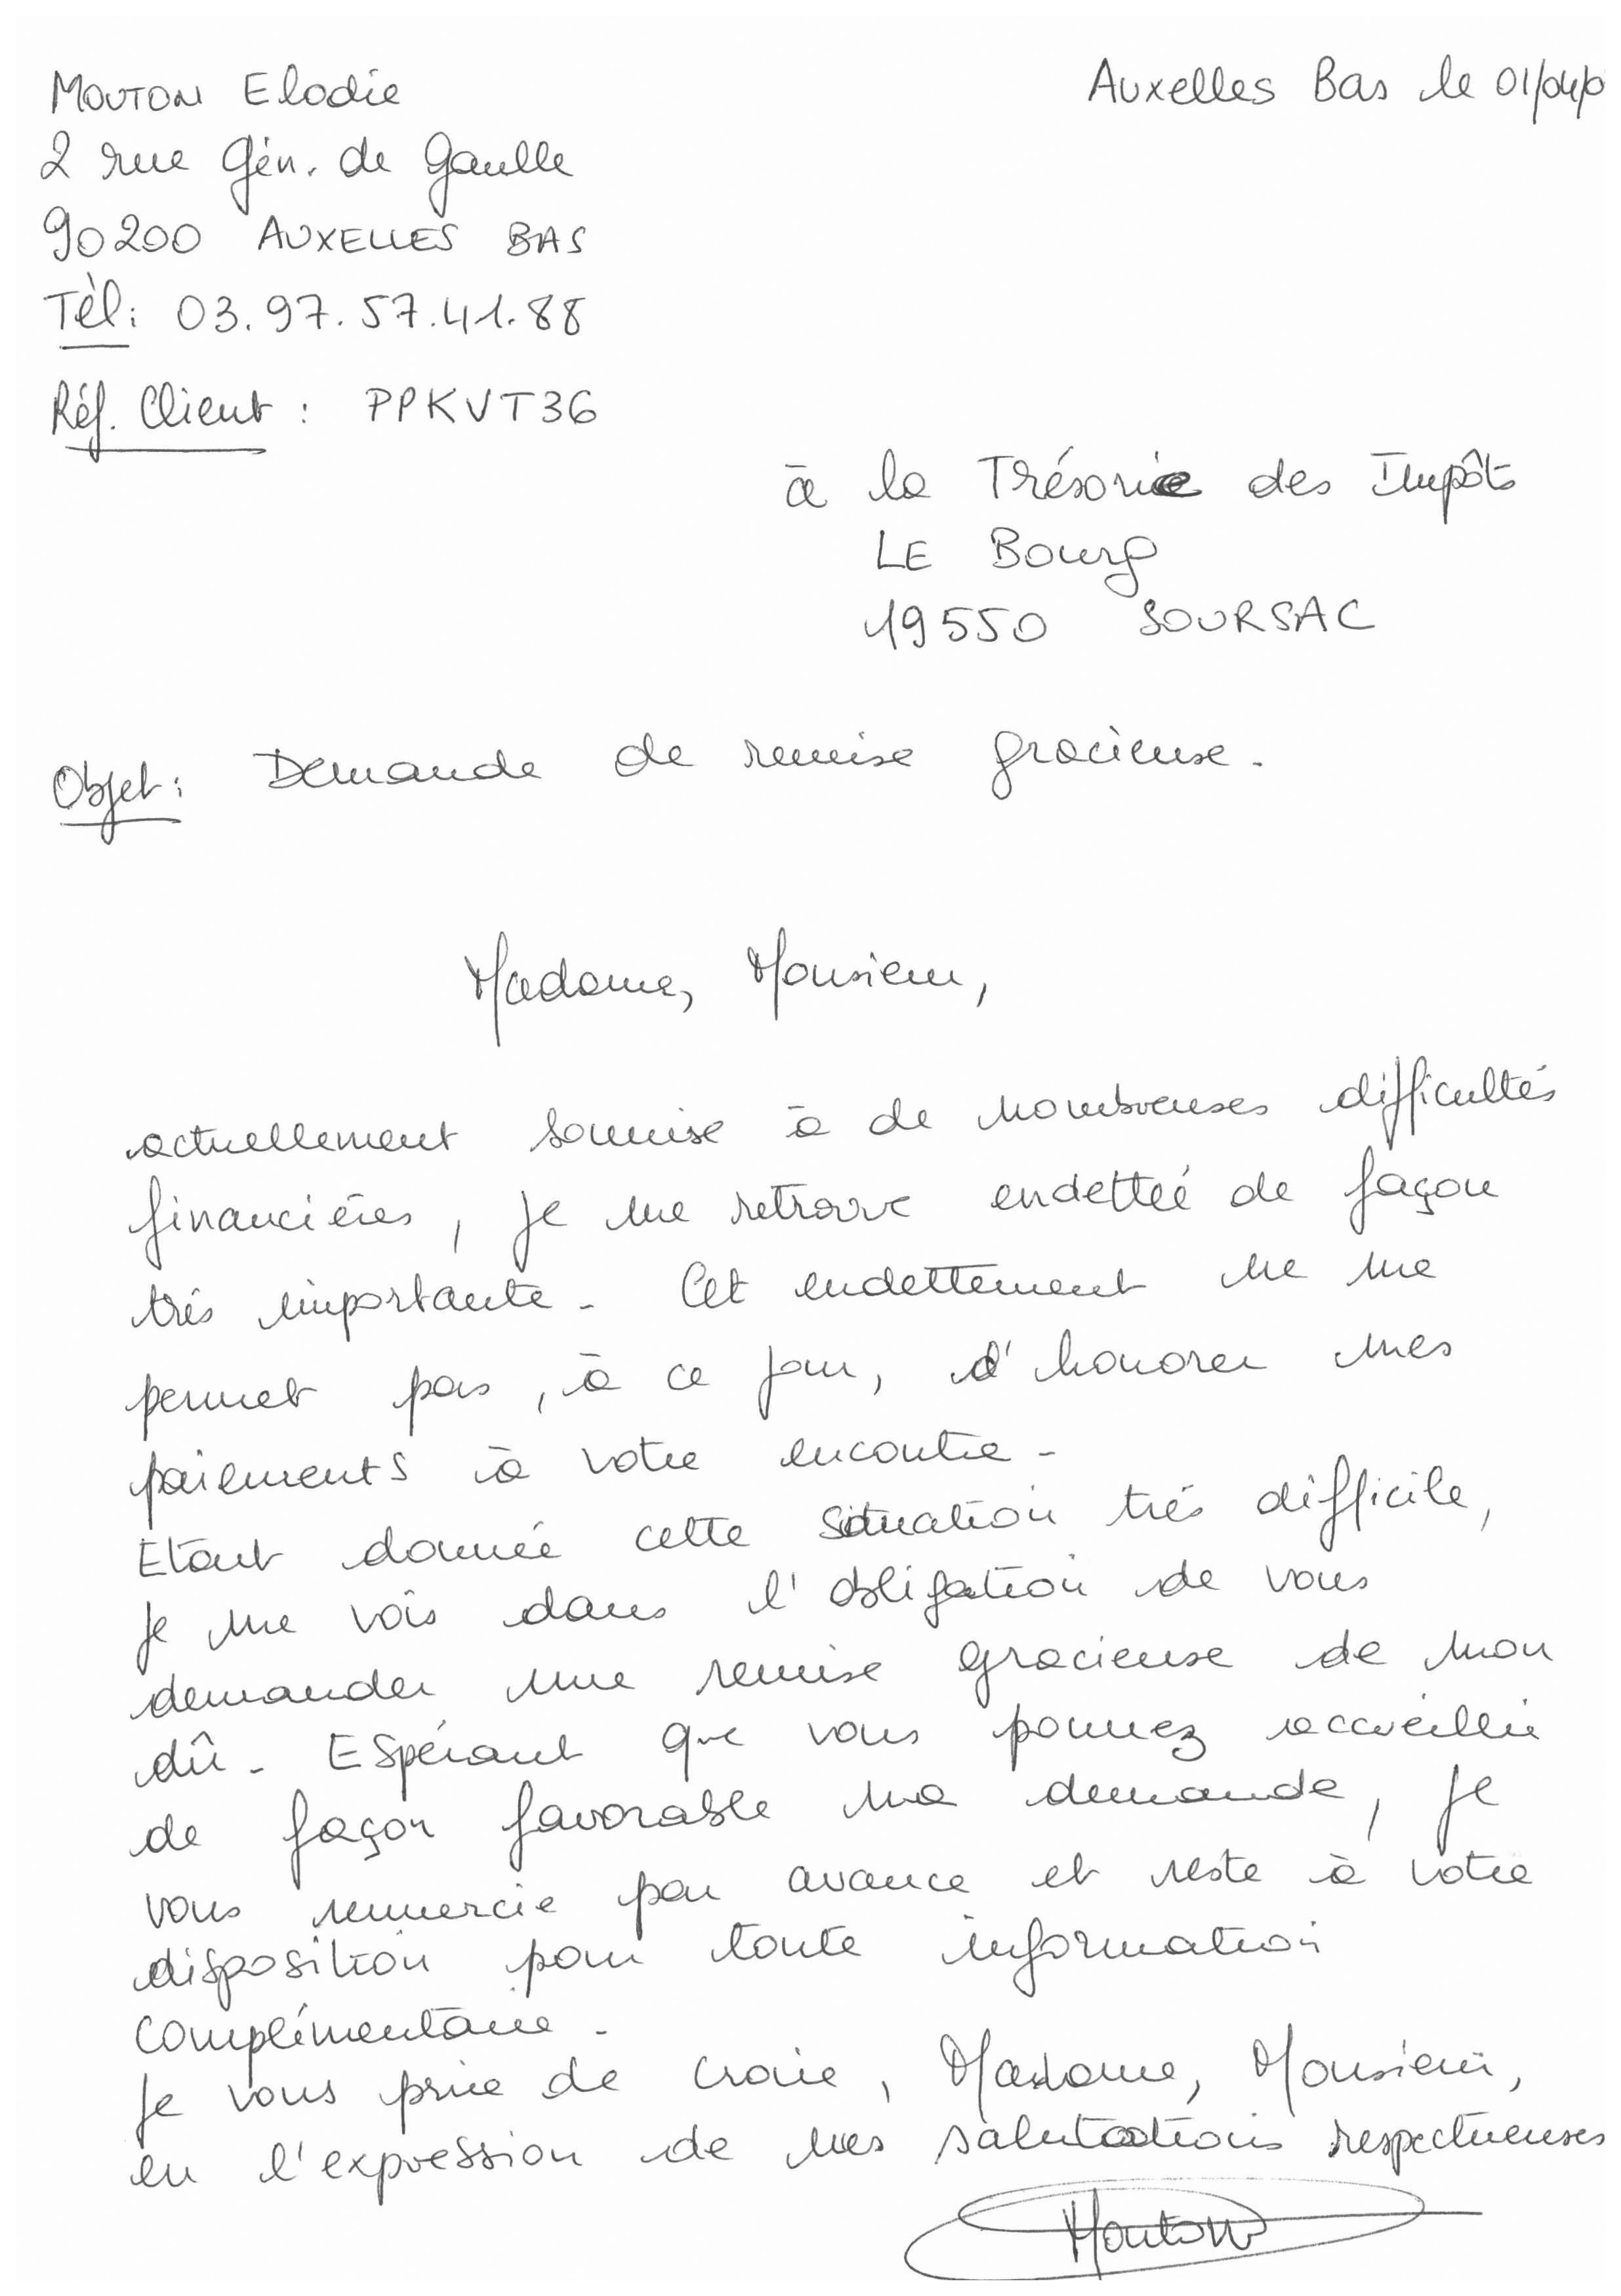 MOUTON Elodie
Auxelles Bas le 01/04/0
2 rue Gén. de Gaulle
90200 AUXELLES BAS
Tèl: 03.97.57.41.88
Réf. Client : PPKVT36
à la Trésorie des Impôts
LE Bourg
19550 SOURSAC
Objet: Demande de remise gracieuse.
Madame, Monsieur,
actuellement soumise à de nombreuses difficultés
financières, je me retrouve endettée de façon
très importante. Cet endettement ne me
permet pas, à ce jour, d'honorer mes
paiements à votre encontre.
Etant donnée cette situation très difficile,
je me vois dans l'obligation de vous
demander une remise gracieuse de mon
dû. Espérant que vous pourrez accueillir
de façon favorable ma demande, je
vous remercie par avance et reste à votre
disposition pour toute information
complémentaire.
Je vous prie de croire, Madame, Monsieur,
en l'expression de mes salutations respectueuses
Mouton